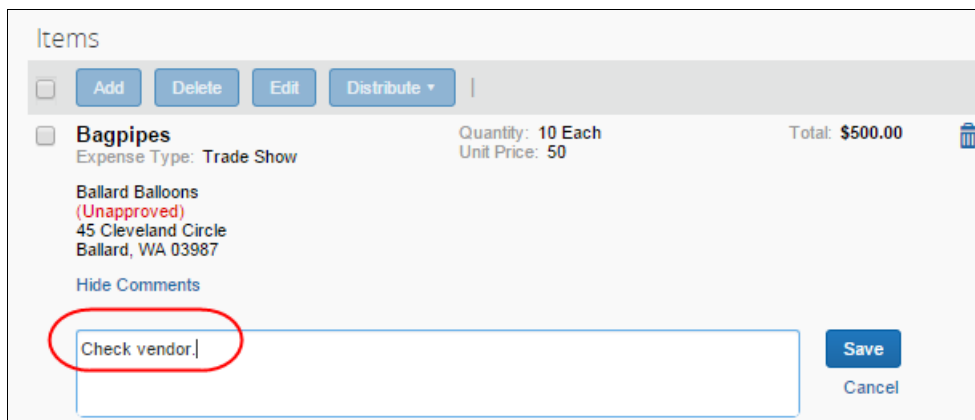 Items
Add Delete Edit Distribute
Bagpipes Quantity: 10 Each Total: $500.00
Expense Type: Trade Show Unit Price: 50
Ballard Balloons
(Unapproved)
45 Cleveland Circle
Ballard, WA 03987
Hide Comments
Check vendor. Save
Cancel